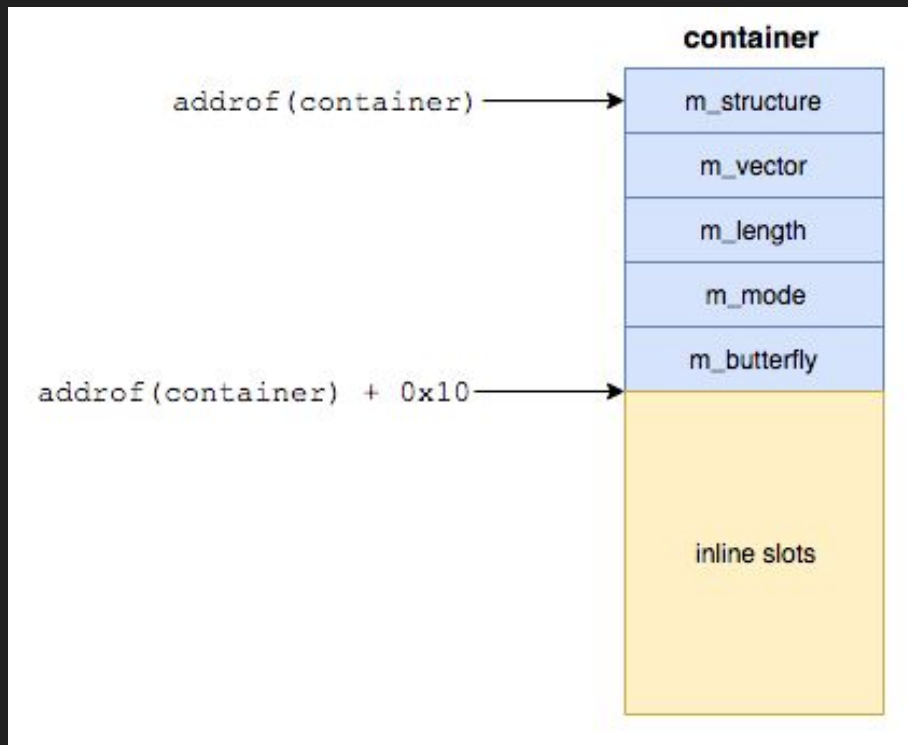 container
addrof(container)
m_structure
m_vector
m_length
m_mode
m_butterfly
addrof(container) + 0x10
inline slots